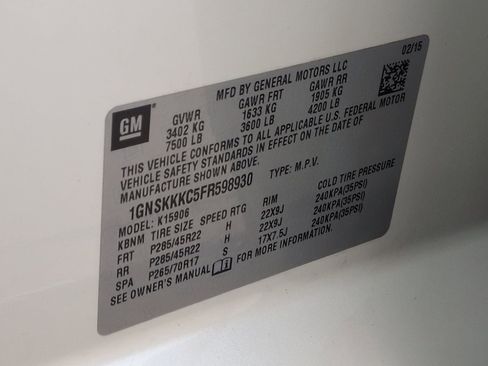 02/15
MFD BY GENERAL MOTORS LLC
GM
GVWR GAWR FRT GAWR RR
3402 KG 1633 KG 1905 KG
7500 LB 3600 LB 4200 LB
THIS VEHICLE CONFORMS TO ALL APPLICABLE U.S. FEDERAL MOTOR
VEHICLE SAFETY STANDARDS IN EFFECT ON THE DATE OF
MANUFACTURE SHOWN ABOVE.
1GNSKKKC5FR598930 TYPE: M.P.V.
MODEL: K15906
KBNM TIRE SIZE SPEED RTG RIM COLD TIRE PRESSURE
FRT P285/45R22 H 22X9J 240KPA(35PSI)
RR P285/45R22 H 22X9J 240KPA(35PSI)
SPA P265/70R17 S 17X7.5J 240KPA(35PSI)
SEE OWNER'S MANUAL FOR MORE INFORMATION.